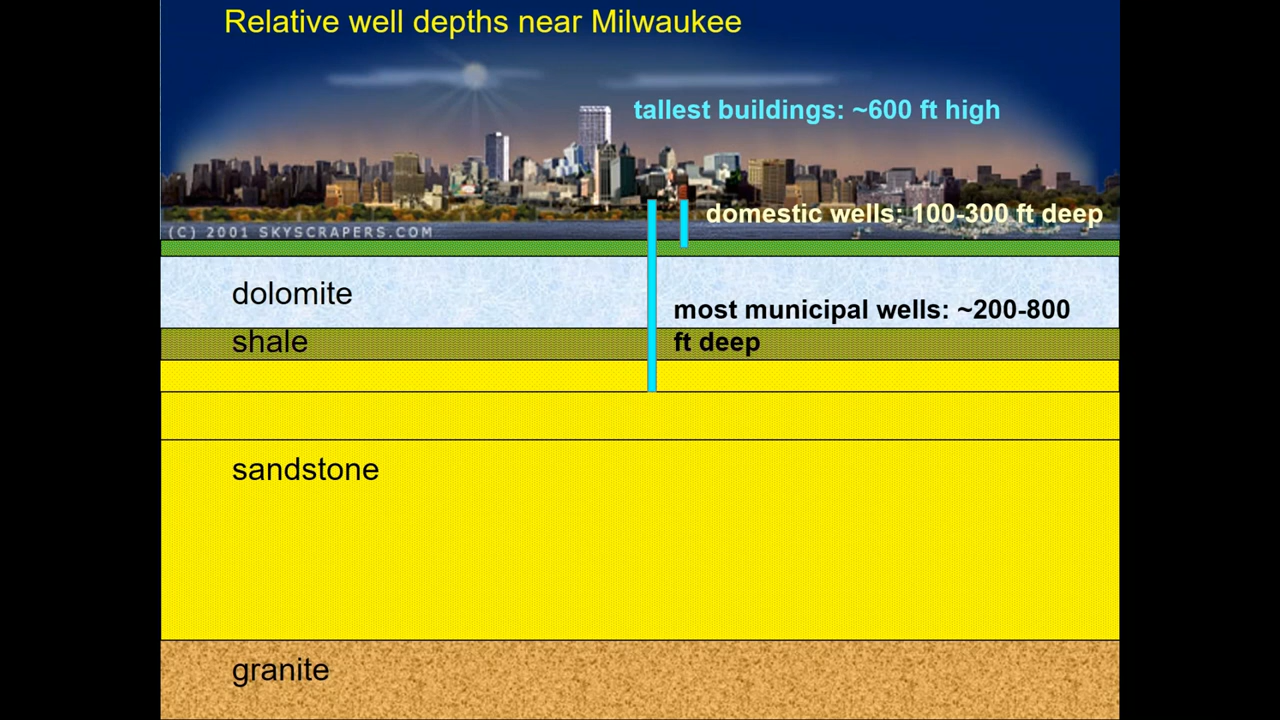 Relative well depths near Milwaukee
tallest buildings: ~600 ft high
domestic wells: 100-300 ft deep
(C) 2001 SKYSCRAPERS.COM
dolomite
most municipal wells: ~200-800
ft deep
shale
sandstone
granite